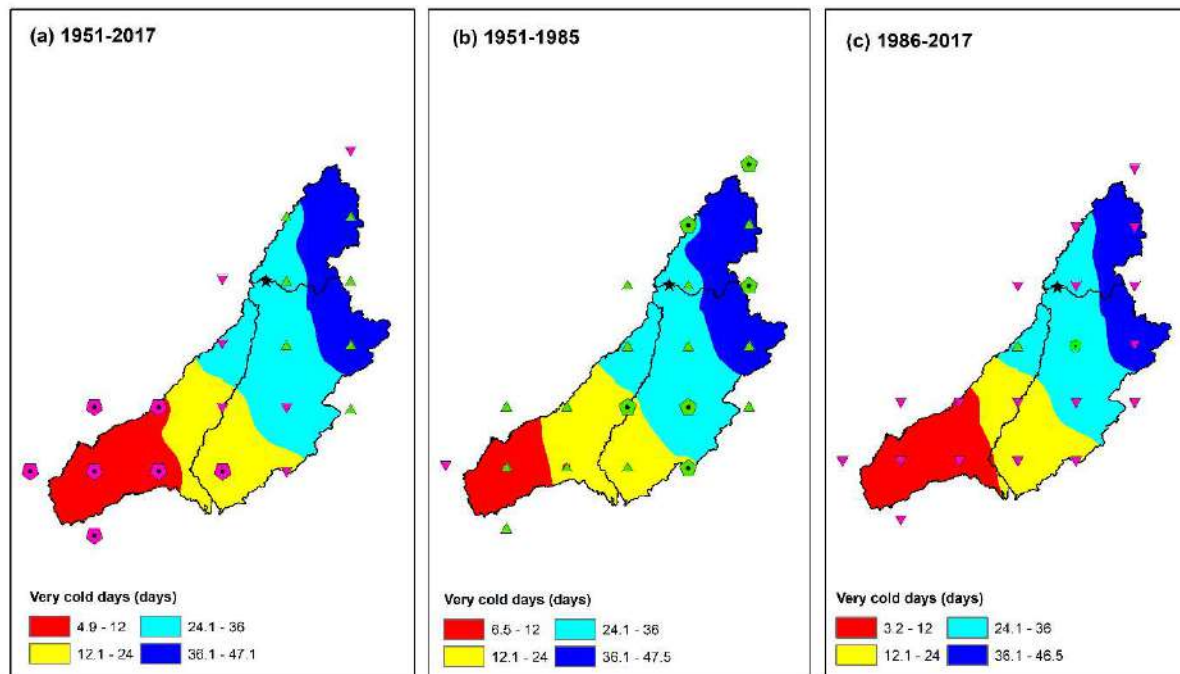 (a) 1951-2017
Very cold days (days)
4.9 - 12
24.1 - 36
12.1 - 24
36.1 - 47.1
(b) 1951-1985
Very cold days (days)
6.5 - 12
24.1 - 36
12.1 - 24
36.1 - 47.5
(c) 1986-2017
Very cold days (days)
3.2 - 12
24.1 - 36
12.1 - 24
36.1 - 46.5